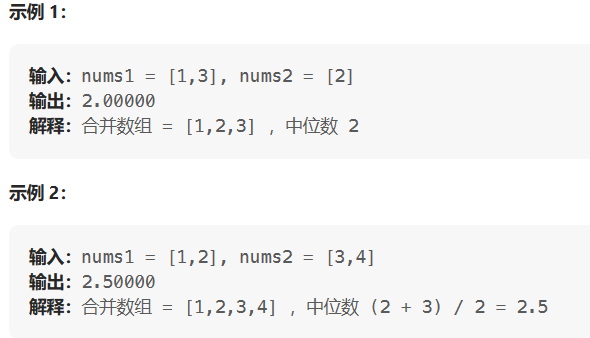 示例 1：
输入：nums1 = [1,3], nums2 = [2]
输出：2.00000
解释：合并数组 = [1,2,3] ，中位数 2
示例 2：
输入：nums1 = [1,2], nums2 = [3,4]
输出：2.50000
解释：合并数组 = [1,2,3,4] ，中位数 (2 + 3) / 2 = 2.5